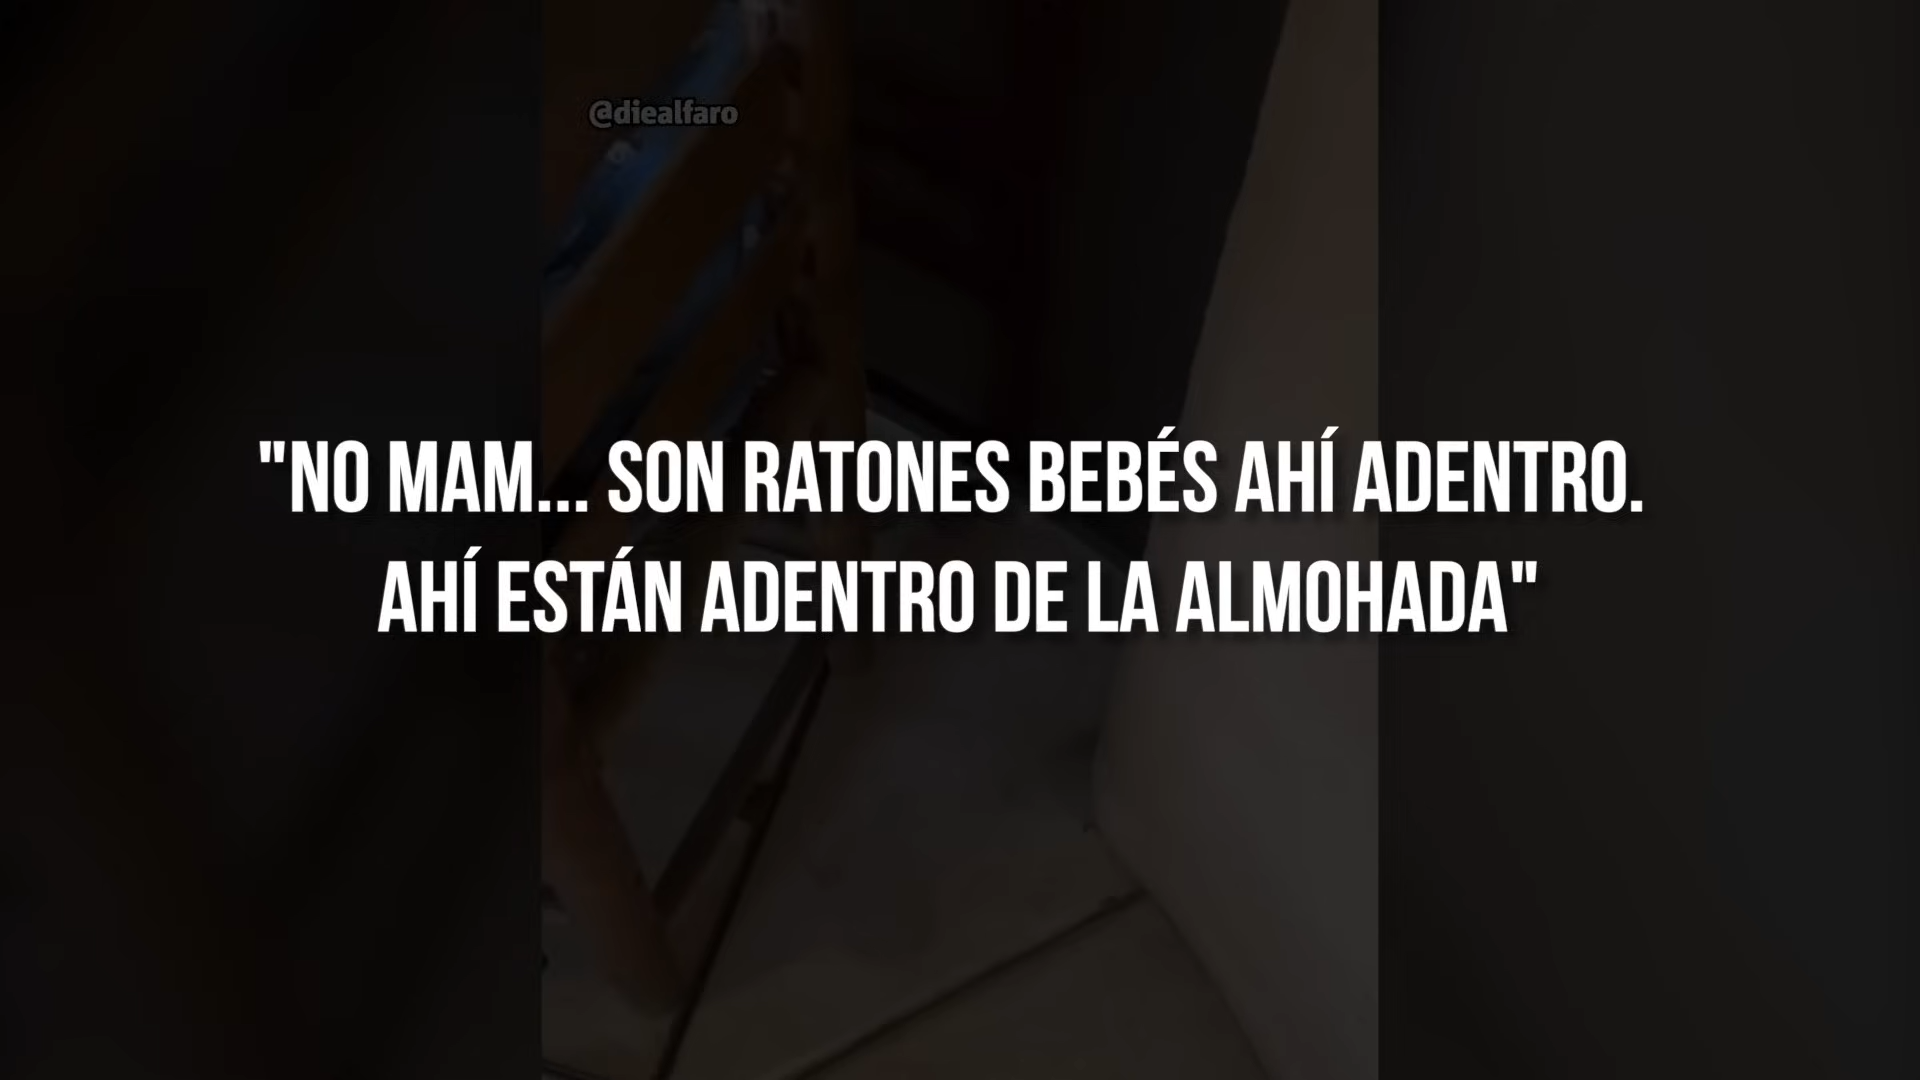 @diealfaro
"NO MAM... SON RATONES BEBÉS AHÍ ADENTRO.
AHÍ ESTÁN ADENTRO DE LA ALMOHADA"